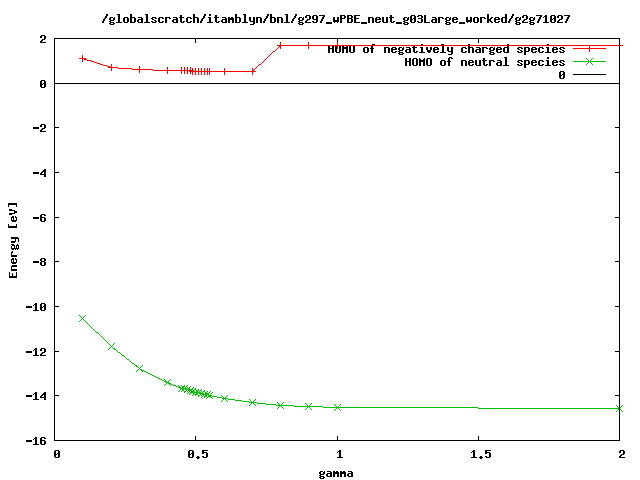 /globalscratch/itamblyn/bnl/g297_wPBE_neut_g03Large_worked/g2g71027
HOMO of negatively charged species
HOMO of neutral species
0
2
0
-2
-4
-6
-8
-10
-12
-14
-16
Energy [eV]
0 0.5 1 1.5 2
gamma